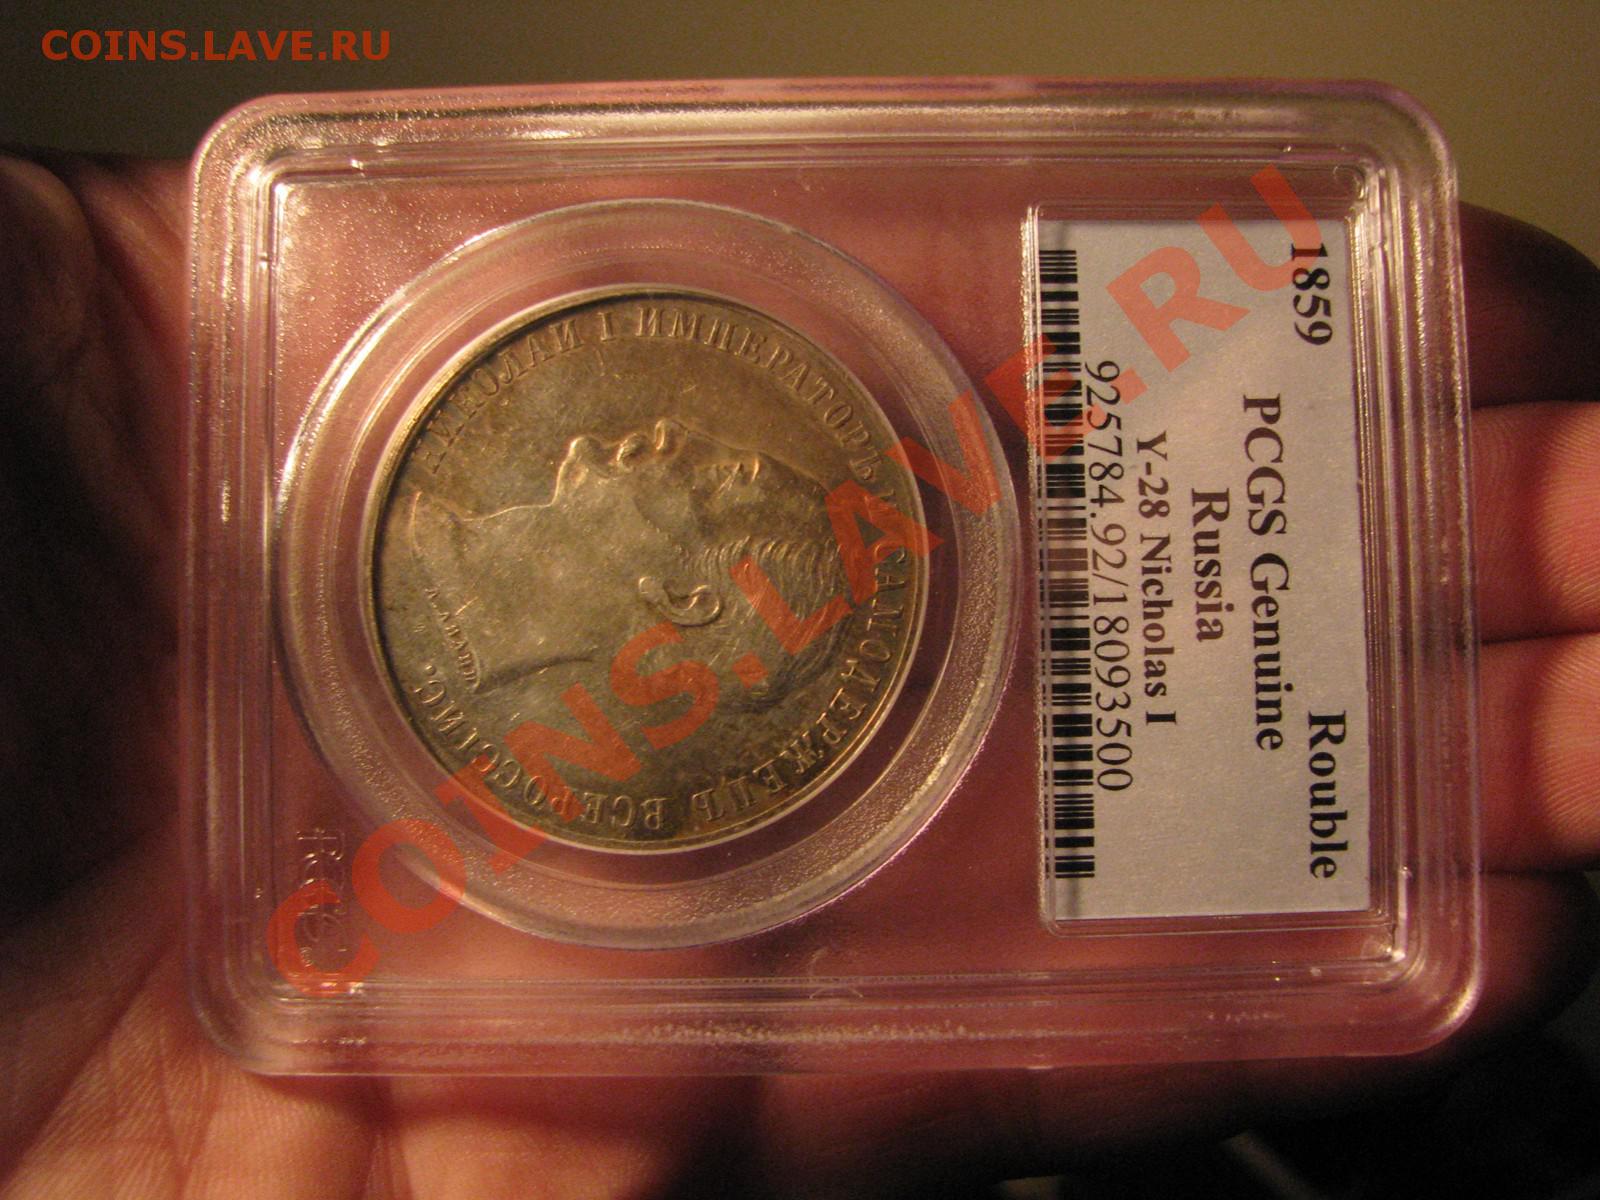 COINS.LAVE.RU
1859 Rouble
PCGS Genuine
Russia
Y-28 Nicholas I
925784.92/18093500
НИКОЛАЙ I ИМПЕРАТОРЪ И САМОДЕРЖЕЦЪ ВСЕРОССІЙС.
COINS.LAVE.RU